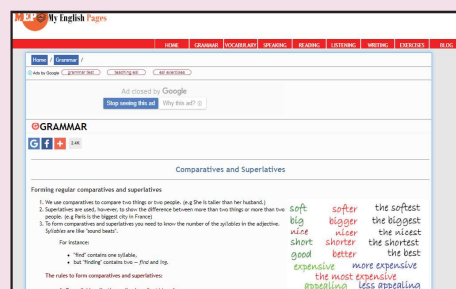 MEP My English Pages
HOME GRAMMAR VOCABULARY SPEAKING READING LISTENING WRITING EXERCISES BLOG
Home / Grammar /
Ads by Google grammar test teaching esl esl exercises
Ad closed by Google
Stop seeing this ad Why this ad?
GRAMMAR
2.4K
Comparatives and Superlatives
Forming regular comparatives and superlatives
1. We use comparatives to compare two things or two people. (e.g She is taller than her husband.)
2. Superlatives are used, however, to show the difference between more than two things or more than two
people. (e.g Paris is the biggest city in France)
3. To form comparatives and superlatives you need to know the number of the syllables in the adjective.
Syllables are like "sound beats".
For instance:
"find" contains one syllable,
but "finding" contains two — find and ing.
The rules to form comparatives and superlatives:
soft softer the softest
big bigger the biggest
nice nicer the nicest
short shorter the shortest
good better the best
expensive more expensive
the most expensive
appealing less appealing